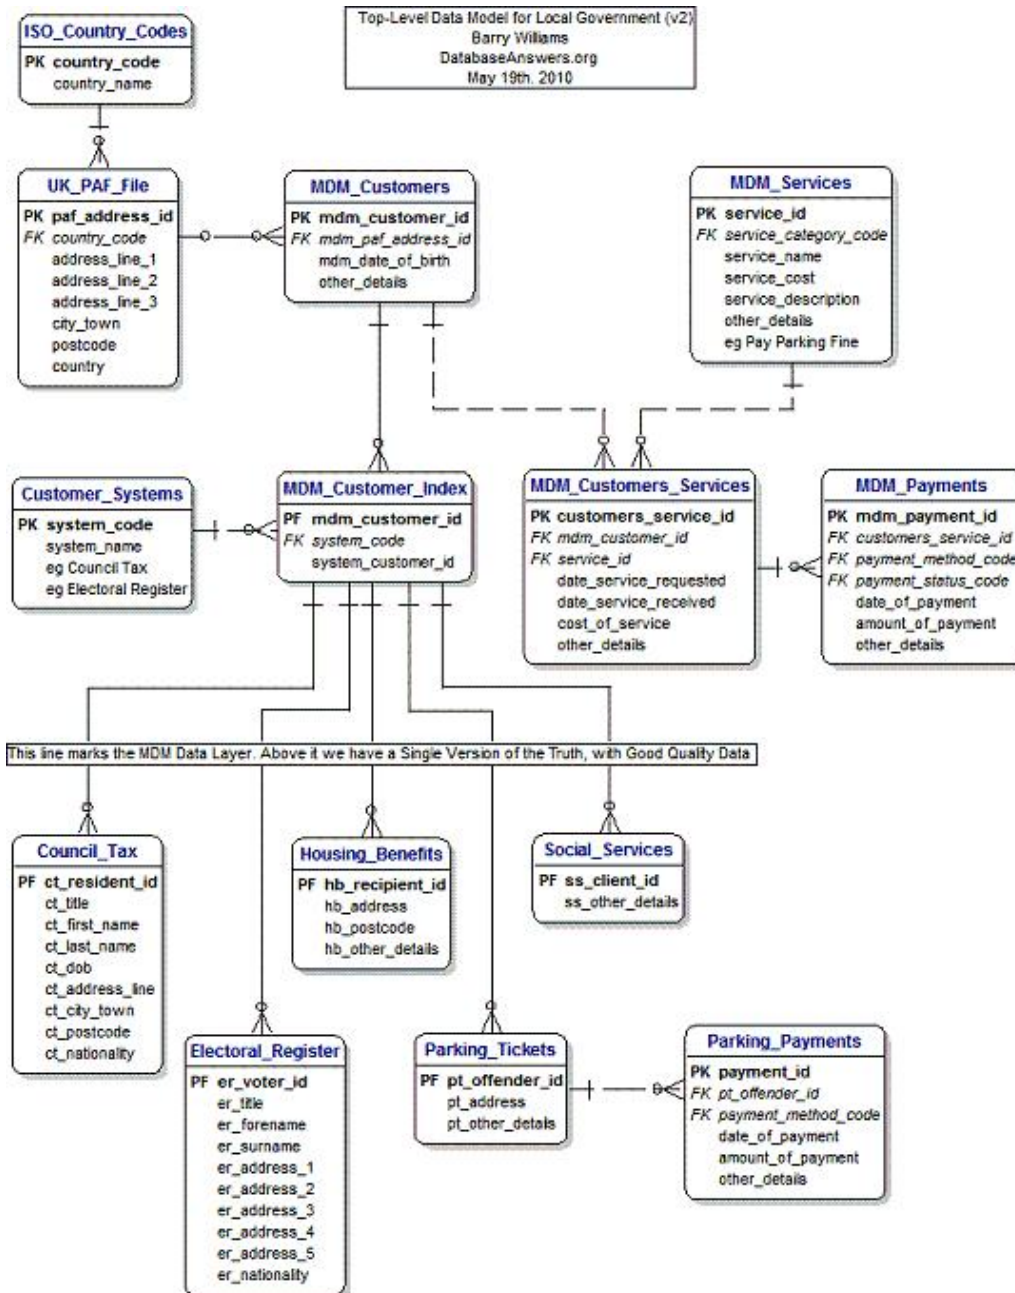 Top-Level Data Model for Local Government (v2)
Barry Williams
DatabaseAnswers.org
May 19th. 2010
ISO_Country_Codes
PK country_code
country_name
UK_PAF_File
PK paf_address_id
FK country_code
address_line_1
address_line_2
address_line_3
city_town
postcode
country
MDM_Customers
PK mdm_customer_id
FK mdm_paf_address_id
mdm_date_of_birth
other_details
MDM_Services
PK service_id
FK service_category_code
service_name
service_cost
service_description
other_details
eg Pay Parking Fine
Customer_Systems
PK system_code
system_name
eg Council Tax
eg Electoral Register
MDM_Customer_Index
PF mdm_customer_id
FK system_code
system_customer_id
MDM_Customers_Services
PK customers_service_id
FK mdm_customer_id
FK service_id
date_service_requested
date_service_received
cost_of_service
other_details
MDM_Payments
PK mdm_payment_id
FK customers_service_id
FK payment_method_code
FK payment_status_code
date_of_payment
amount_of_payment
other_details
This line marks the MDM Data Layer. Above it we have a Single Version of the Truth, with Good Quality Data
Council_Tax
PF ct_resident_id
ct_title
ct_first_name
ct_last_name
ct_dob
ct_address_line
ct_city_town
ct_postcode
ct_nationality
Housing_Benefits
PF hb_recipient_id
hb_address
hb_postcode
hb_other_details
Social_Services
PF ss_client_id
ss_other_details
Electoral_Register
PF er_voter_id
er_title
er_forename
er_surname
er_address_1
er_address_2
er_address_3
er_address_4
er_address_5
er_nationality
Parking_Tickets
PF pt_offender_id
pt_address
pt_other_details
Parking_Payments
PK payment_id
FK pt_offender_id
FK payment_method_code
date_of_payment
amount_of_payment
other_details